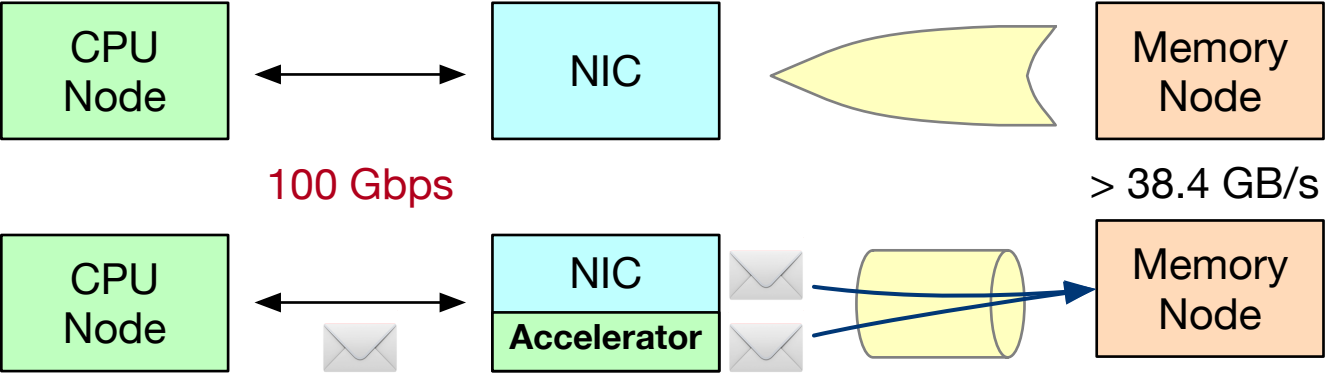 CPU
Node
NIC
Memory
Node
100 Gbps
> 38.4 GB/s
CPU
Node
NIC
Accelerator
Memory
Node